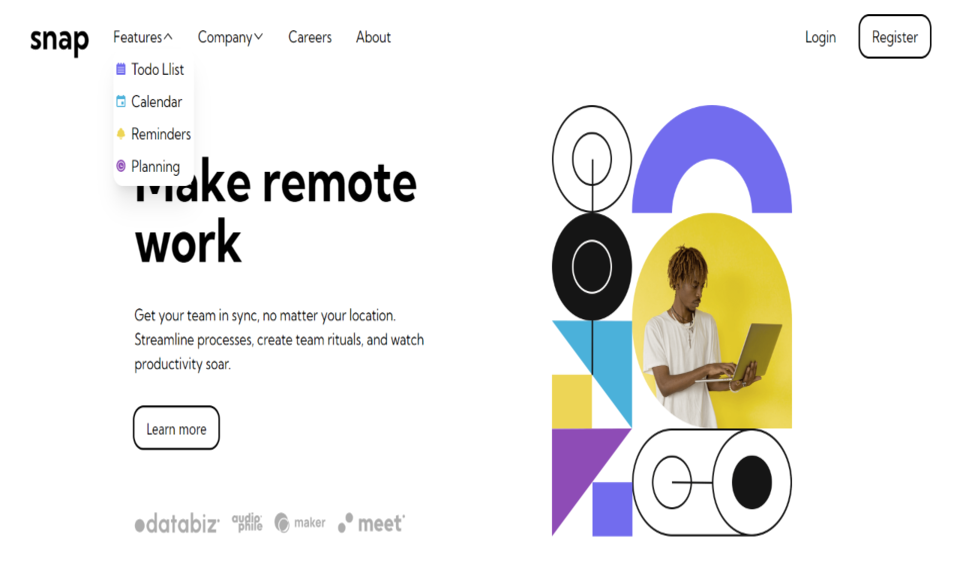 snap Features Company Careers About Login Register
Todo Llist
Calendar
Reminders
Planning
Make remote
work
Get your team in sync, no matter your location.
Streamline processes, create team rituals, and watch
productivity soar.
Learn more
databiz audiophile maker meet